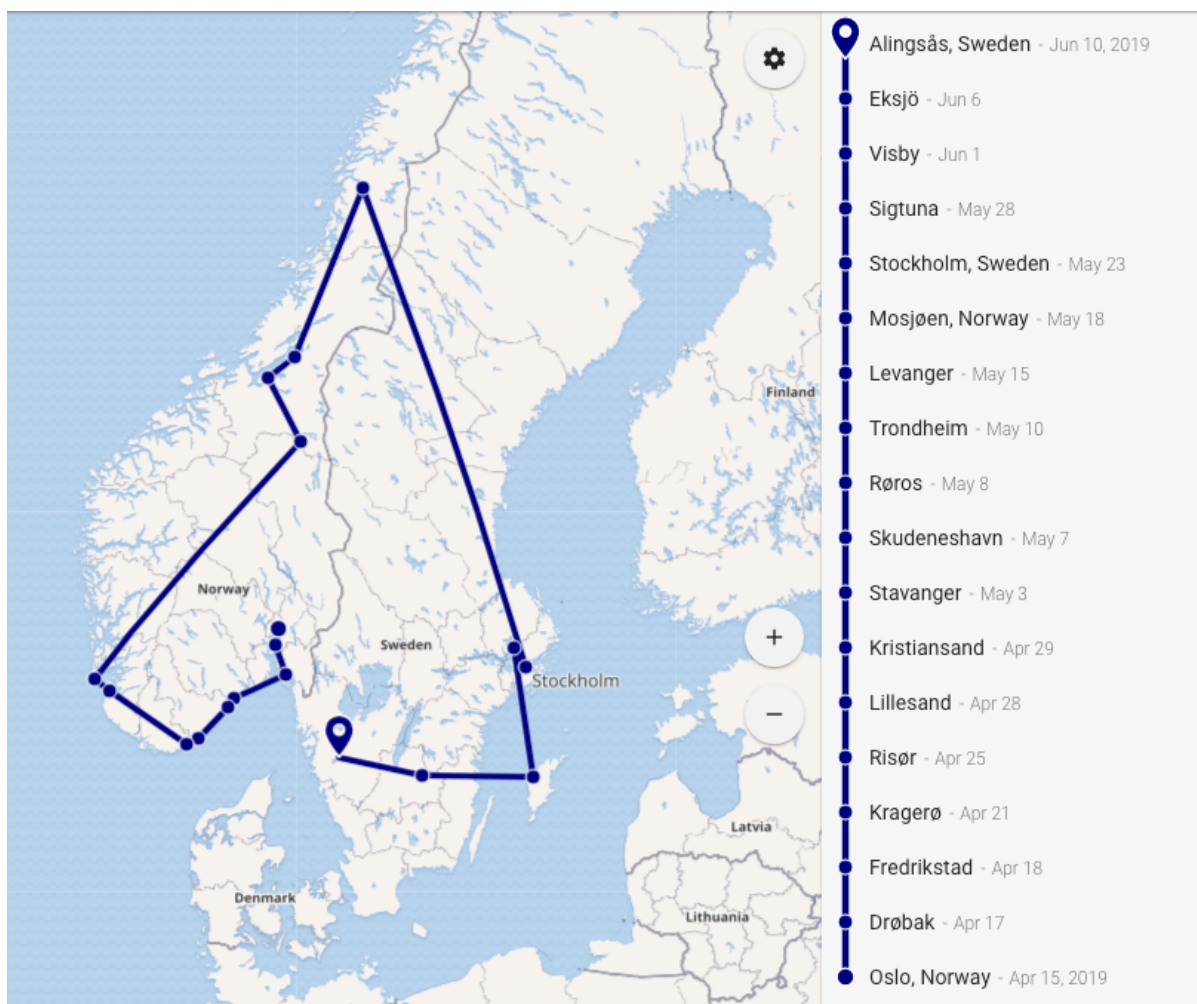 Alingsås, Sweden - Jun 10, 2019
Eksjö - Jun 6
Visby - Jun 1
Sigtuna - May 28
Stockholm, Sweden - May 23
Mosjøen, Norway - May 18
Levanger - May 15
Trondheim - May 10
Røros - May 8
Skudeneshavn - May 7
Stavanger - May 3
Kristiansand - Apr 29
Lillesand - Apr 28
Risør - Apr 25
Kragerø - Apr 21
Fredrikstad - Apr 18
Drøbak - Apr 17
Oslo, Norway - Apr 15, 2019
Finland
Norway
Sweden
Stockholm
Latvia
Denmark
Lithuania
+
−